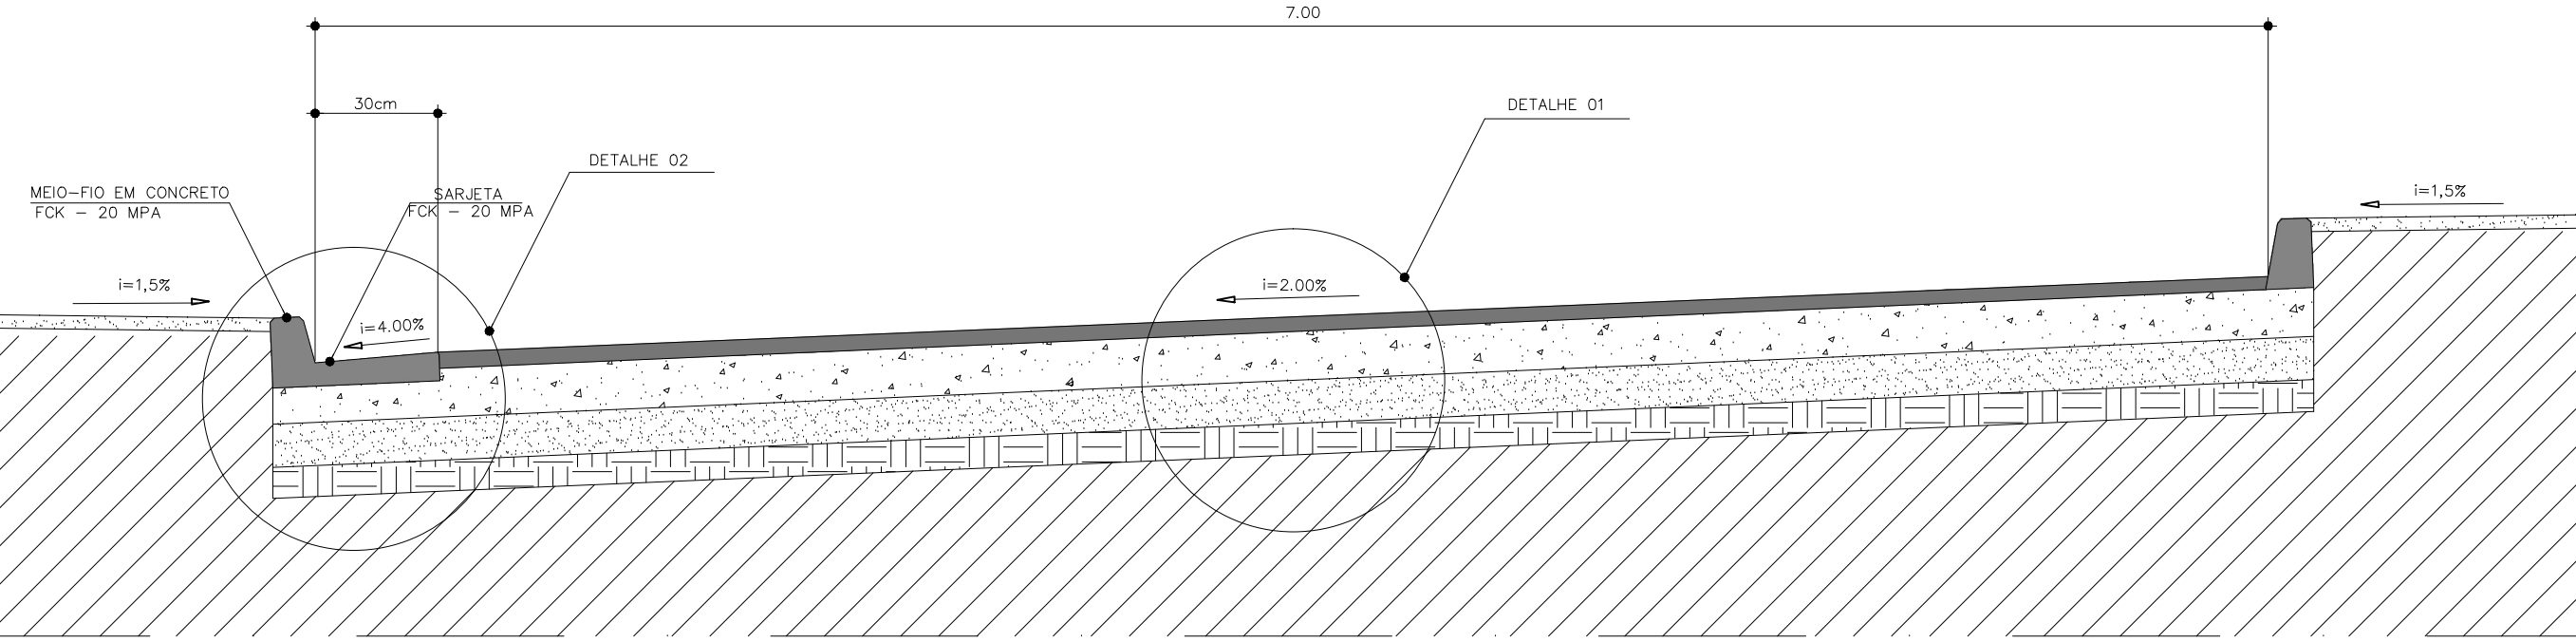 7.00
30cm
DETALHE 01
DETALHE 02
MEIO-FIO EM CONCRETO
FCK - 20 MPA
SARJETA
FCK - 20 MPA
i=1,5%
i=1,5%
i=2.00%
i=4.00%